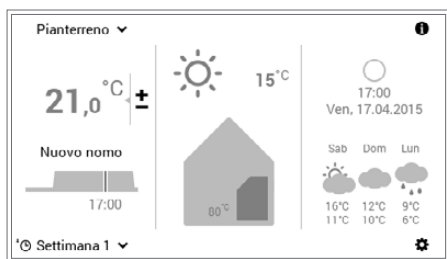 Pianterreno
21,0 °C ±
Nuovo nomo
17:00
Settimana 1
15°C
80°C
17:00
Ven, 17.04.2015
Sab Dom Lun
16°C 12°C 9°C
11°C 10°C 6°C